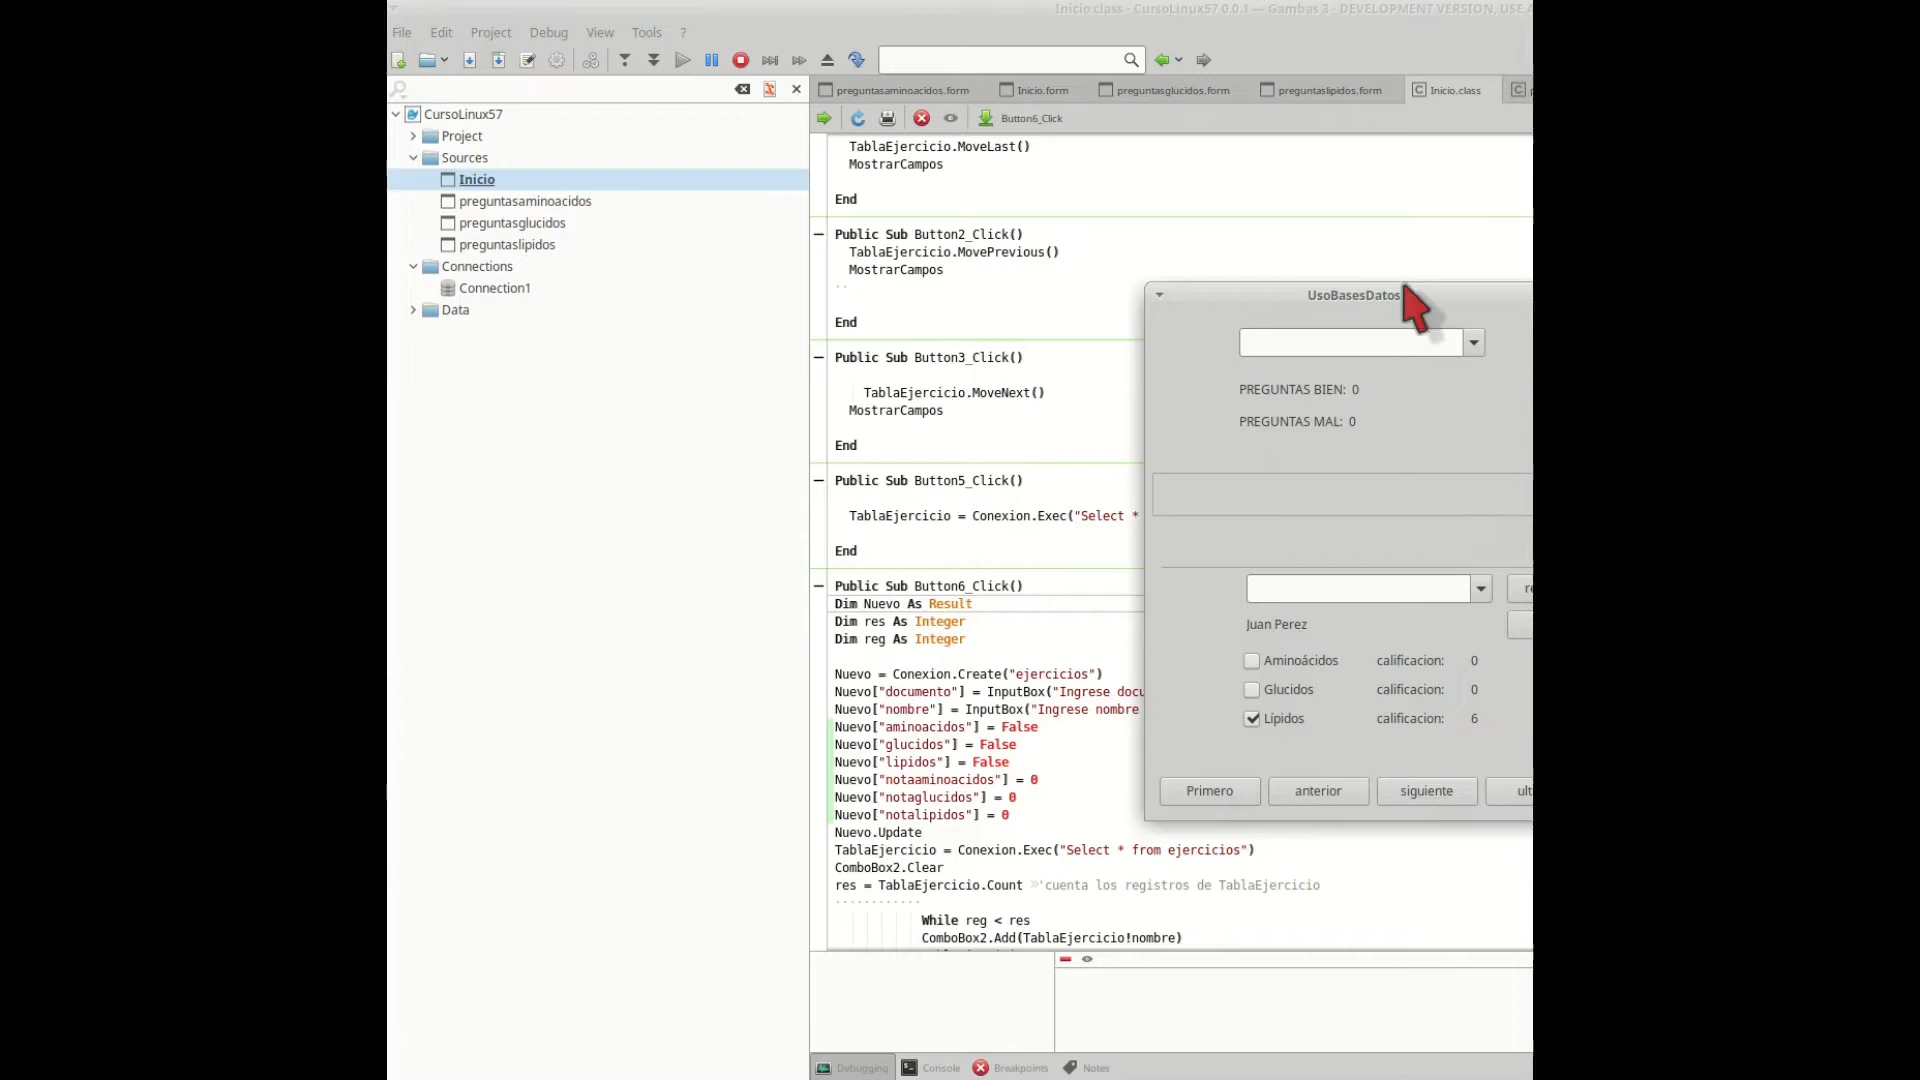 Inicio.class - CursoLinux57 0.0.1 — Gambas 3 - DEVELOPMENT VERSION, USE
File Edit Project Debug View Tools ?
preguntasaminoacidos.form Inicio.form preguntasglucidos.form preguntaslipidos.form Inicio.class
Button6_Click
CursoLinux57
Project
Sources
Inicio
preguntasaminoacidos
preguntasglucidos
preguntaslipidos
Connections
Connection1
Data
TablaEjercicio.MoveLast()
MostrarCampos
End
Public Sub Button2_Click()
TablaEjercicio.MovePrevious()
MostrarCampos
End
Public Sub Button3_Click()
TablaEjercicio.MoveNext()
MostrarCampos
End
Public Sub Button5_Click()
TablaEjercicio = Conexion.Exec("Select *
End
Public Sub Button6_Click()
Dim Nuevo As Result
Dim res As Integer
Dim reg As Integer
Nuevo = Conexion.Create("ejercicios")
Nuevo["documento"] = InputBox("Ingrese docu
Nuevo["nombre"] = InputBox("Ingrese nombre
Nuevo["aminoacidos"] = False
Nuevo["glucidos"] = False
Nuevo["lipidos"] = False
Nuevo["notaaminoacidos"] = 0
Nuevo["notaglucidos"] = 0
Nuevo["notalipidos"] = 0
Nuevo.Update
TablaEjercicio = Conexion.Exec("Select * from ejercicios")
ComboBox2.Clear
res = TablaEjercicio.Count 'cuenta los registros de TablaEjercicio
While reg < res
ComboBox2.Add(TablaEjercicio!nombre)
UsoBasesDatos
PREGUNTAS BIEN: 0
PREGUNTAS MAL: 0
re
Juan Perez
Aminoácidos calificacion: 0
Glucidos calificacion: 0
Lípidos calificacion: 6
Primero anterior siguiente ult
Debugging Console Breakpoints Notes